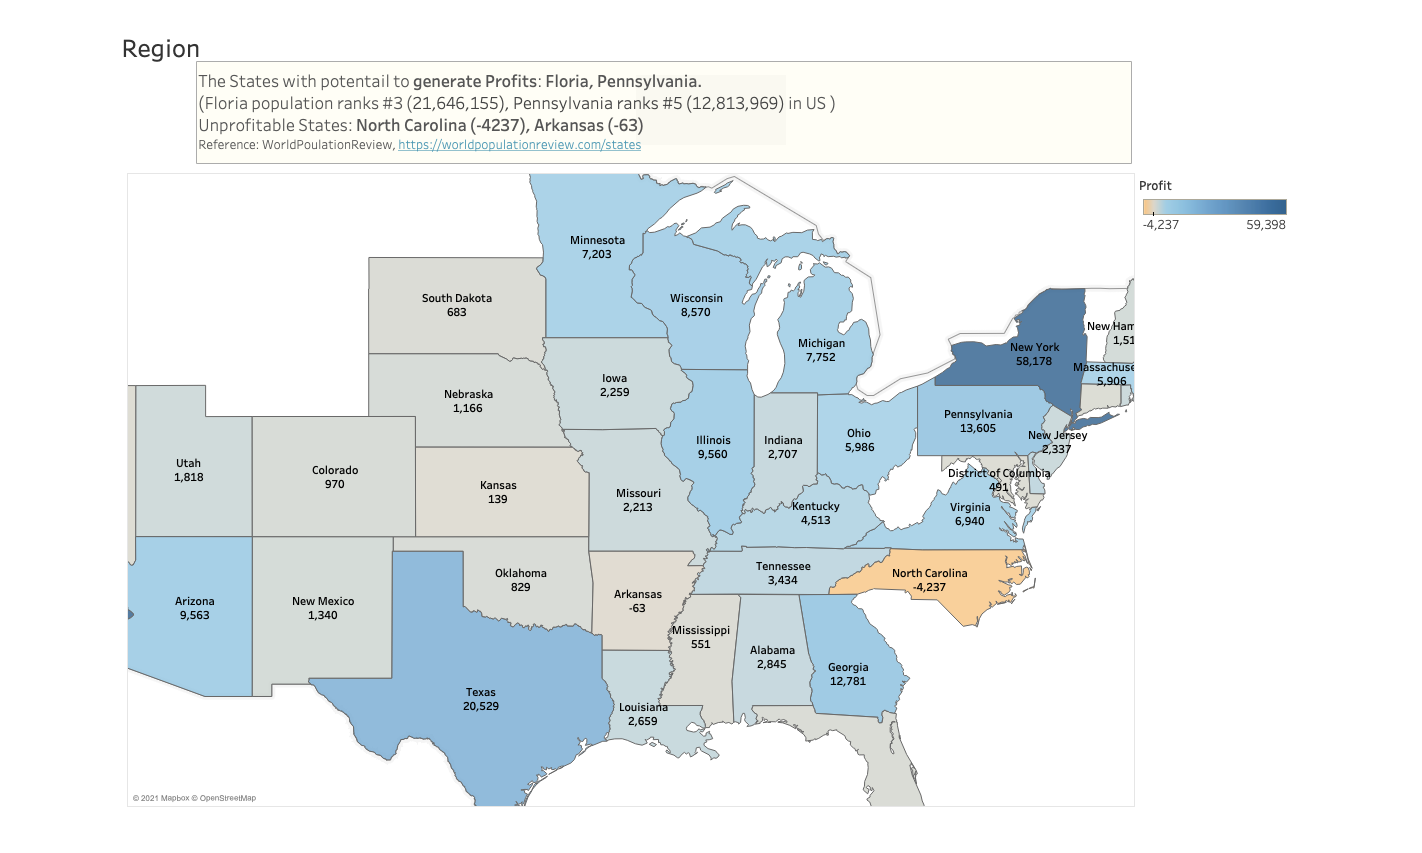 Region
The States with potentail to generate Profits: Floria, Pennsylvania.
(Floria population ranks #3 (21,646,155), Pennsylvania ranks #5 (12,813,969) in US )
Unprofitable States: North Carolina (-4237), Arkansas (-63)
Reference: WorldPoulationReview, https://worldpopulationreview.com/states
Profit
-4,237 59,398
Minnesota
7,203
South Dakota
683
Wisconsin
8,570
Michigan
7,752
New Ham
1,51
New York
58,178
Massachuse
5,906
Iowa
2,259
Nebraska
1,166
Pennsylvania
13,605
Illinois
9,560
Indiana
2,707
Ohio
5,986
New Jersey
2,337
Utah
1,818
Colorado
970
District of Columbia
491
Kansas
139
Missouri
2,213
Kentucky
4,513
Virginia
6,940
Oklahoma
829
Tennessee
3,434
North Carolina
-4,237
Arizona
9,563
New Mexico
1,340
Arkansas
-63
Mississippi
551
Alabama
2,845
Georgia
12,781
Texas
20,529
Louisiana
2,659
© 2021 Mapbox © OpenStreetMap